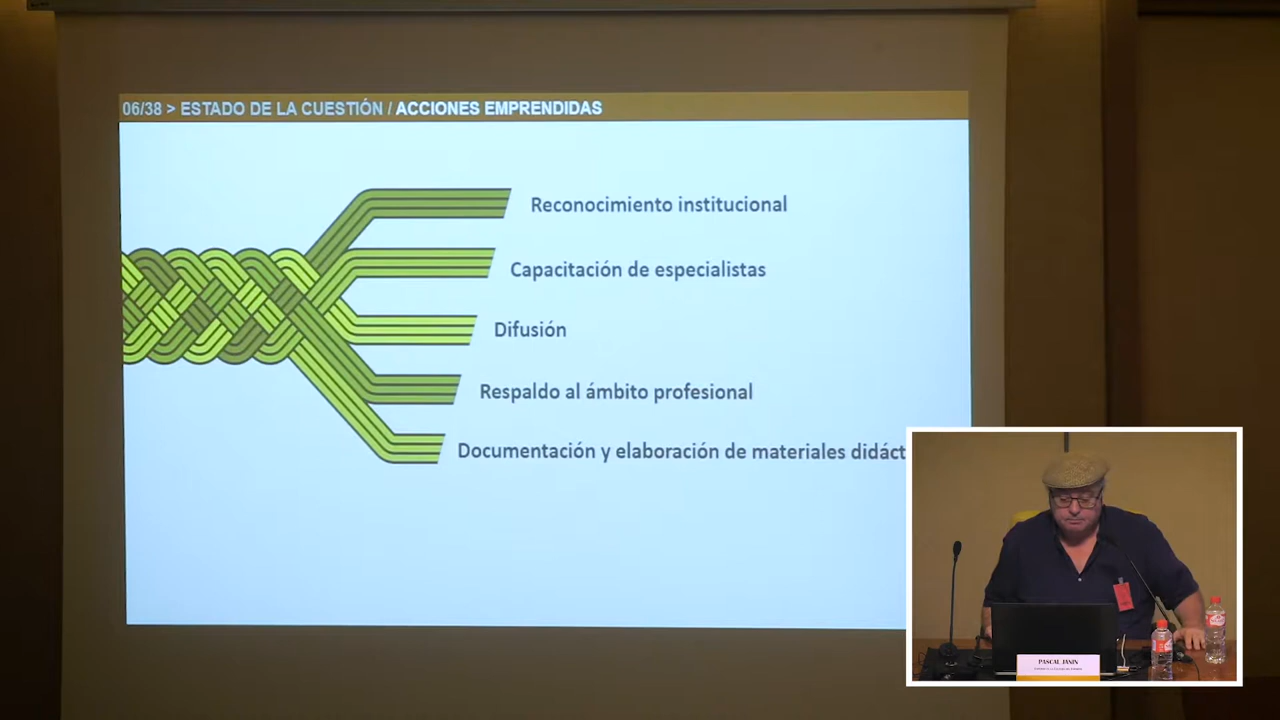 06/38 > ESTADO DE LA CUESTIÓN / ACCIONES EMPRENDIDAS
Reconocimiento institucional
Capacitación de especialistas
Difusión
Respaldo al ámbito profesional
Documentación y elaboración de materiales didáct
PASCAL JANIN